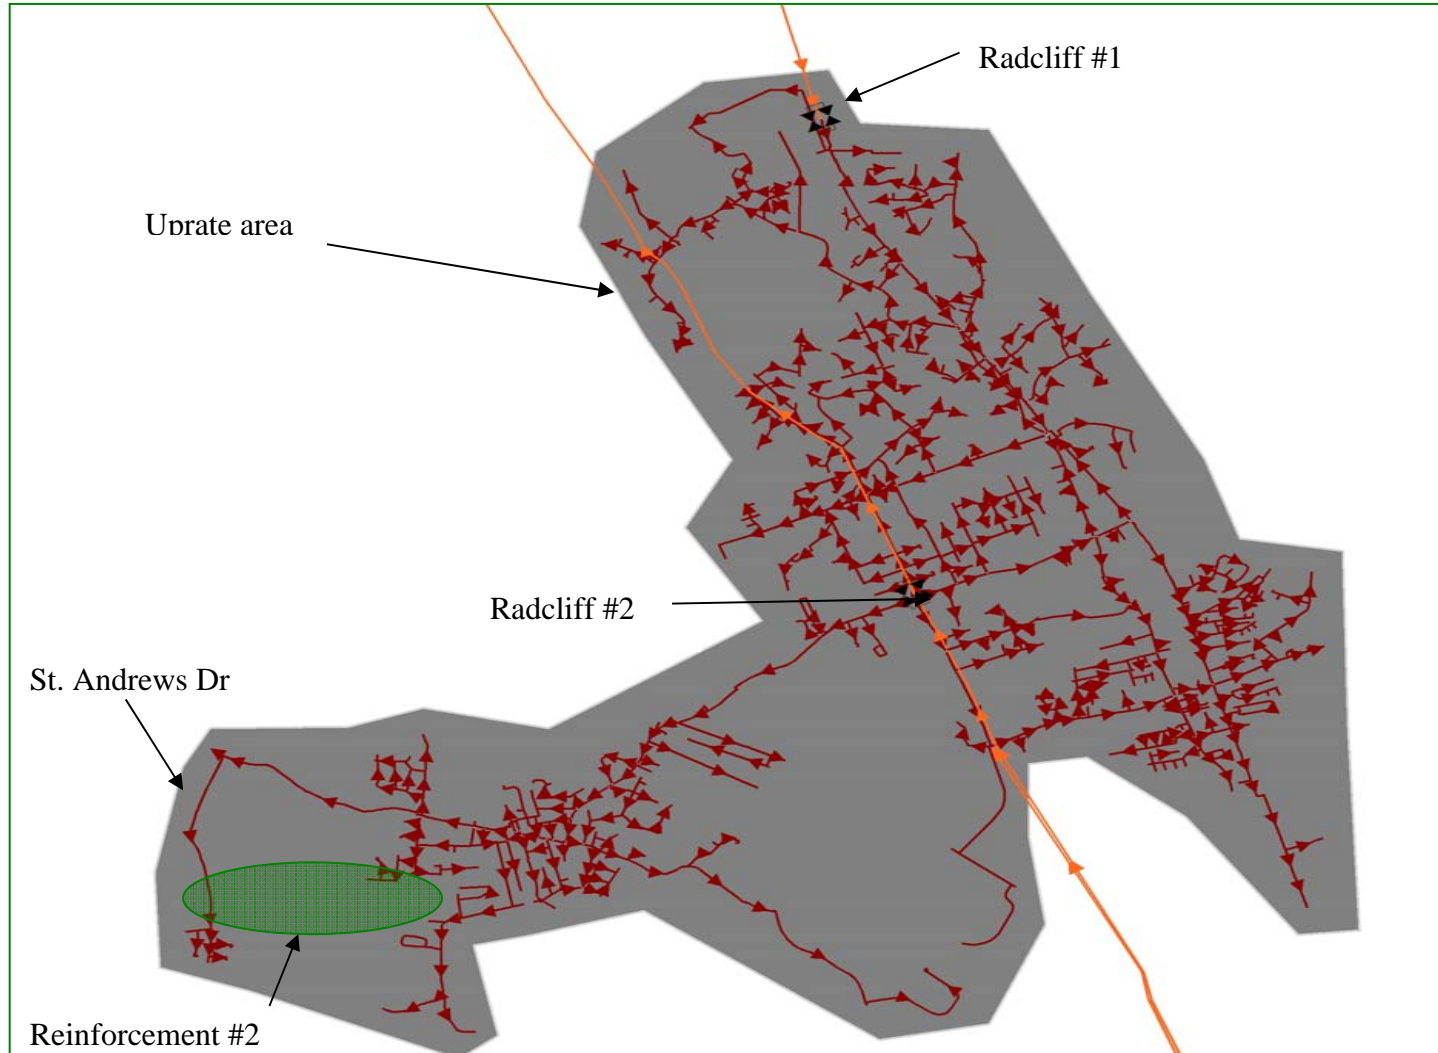 Radcliff #1
Uprate area
Radcliff #2
St. Andrews Dr
Reinforcement #2